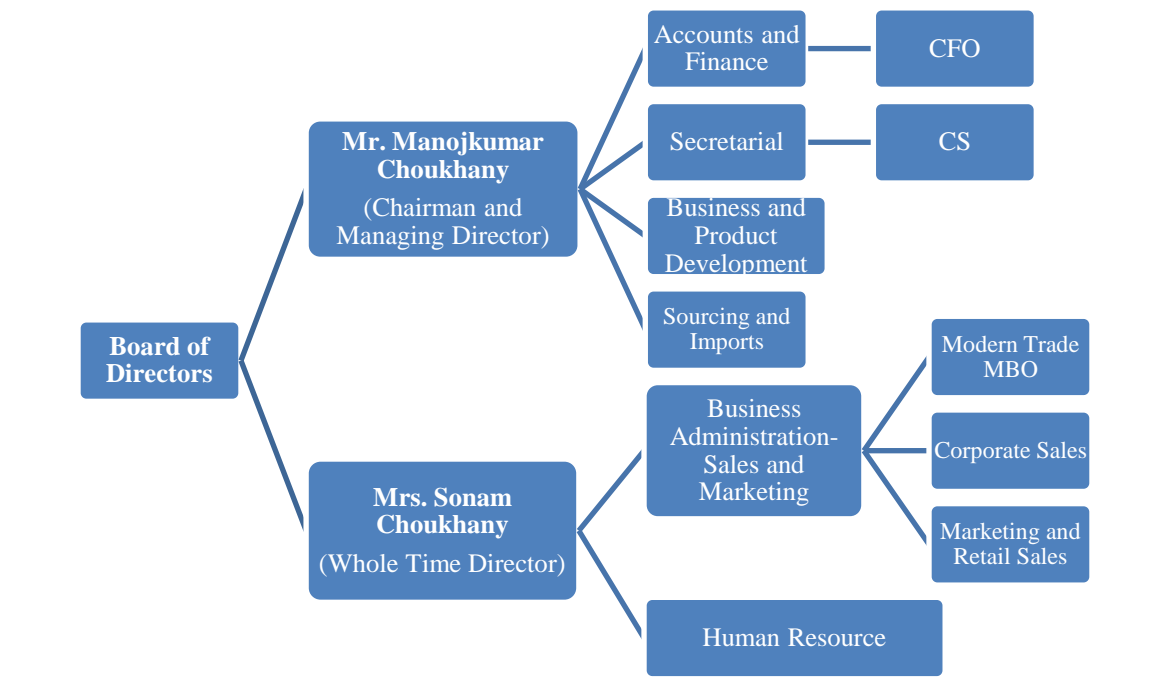 Board of
Directors
Mr. Manojkumar
Choukhany
(Chairman and
Managing Director)
Accounts and
Finance
CFO
Secretarial
CS
Business and
Product
Development
Sourcing and
Imports
Mrs. Sonam
Choukhany
(Whole Time Director)
Business
Administration-
Sales and
Marketing
Modern Trade
MBO
Corporate Sales
Marketing and
Retail Sales
Human Resource